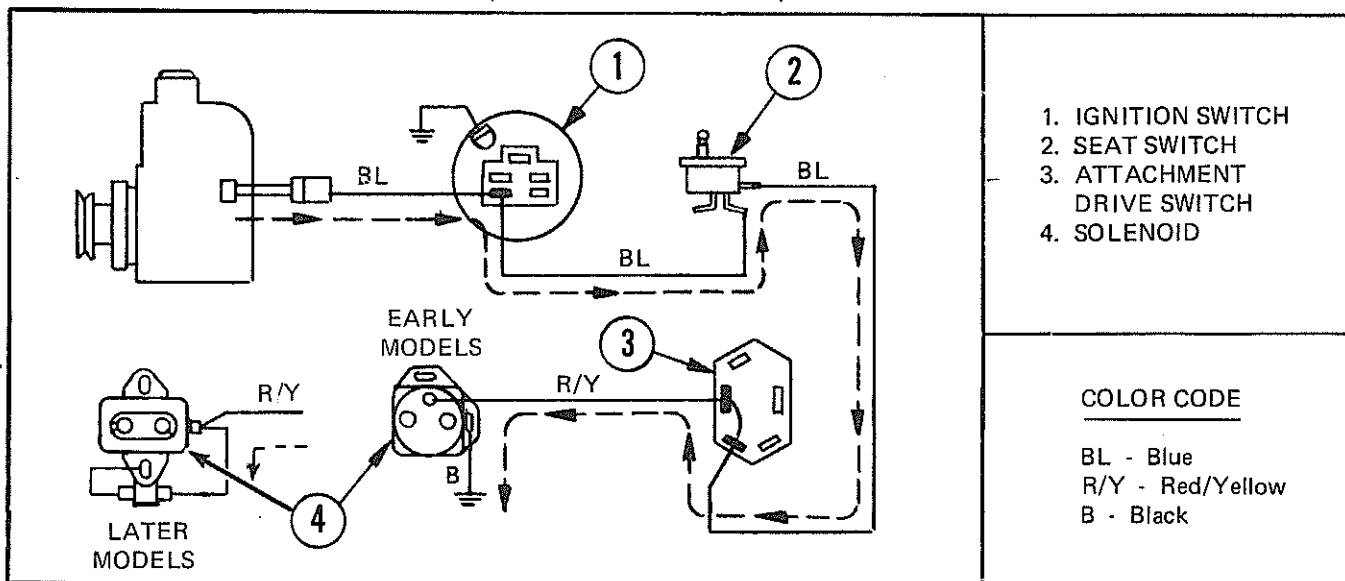 1
2
BL
BL
BL
EARLY
MODELS
3
R/Y
R/Y
B
4
LATER
MODELS
1. IGNITION SWITCH
2. SEAT SWITCH
3. ATTACHMENT
DRIVE SWITCH
4. SOLENOID
COLOR CODE
BL - Blue
R/Y - Red/Yellow
B - Black